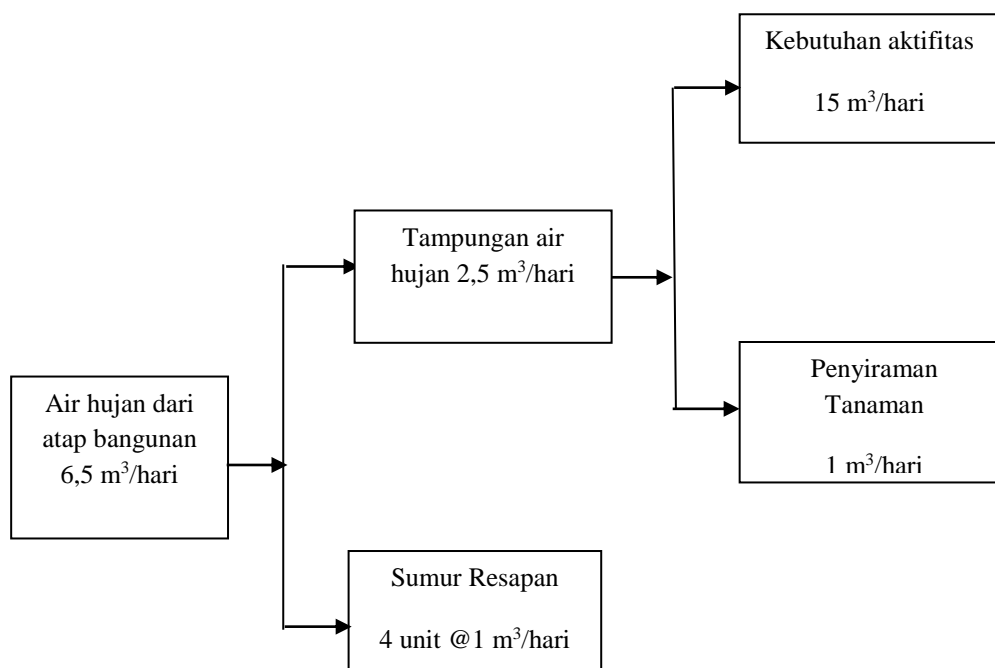 Kebutuhan aktifitas
15 m³/hari
Tampungan air
hujan 2,5 m³/hari
Penyiraman
Tanaman
1 m³/hari
Air hujan dari
atap bangunan
6,5 m³/hari
Sumur Resapan
4 unit @1 m³/hari